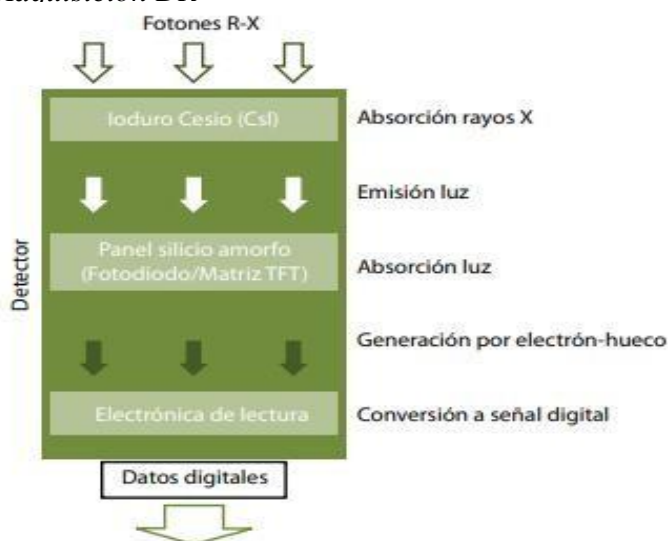 Fotones R-X
Ioduro Cesio (CsI)
Absorción rayos X
Emisión luz
Panel silicio amorfo
(Fotodiodo/Matriz TFT)
Absorción luz
Detector
Generación por electrón-hueco
Electrónica de lectura
Conversión a señal digital
Datos digitales